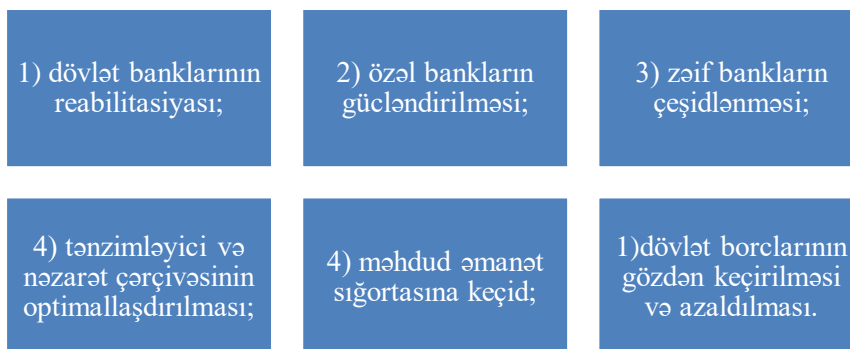 1) dövlət banklarının
reabilitasiyası;
2) özəl bankların
gücləndirilməsi;
3) zəif bankların
çeşidlənməsi;
4) tənzimləyici və
nəzarət çərçivəsinin
optimallaşdırılması;
4) məhdud əmanət
sığortasına keçid;
1)dövlət borclarının
gözdən keçirilməsi
və azaldılması.